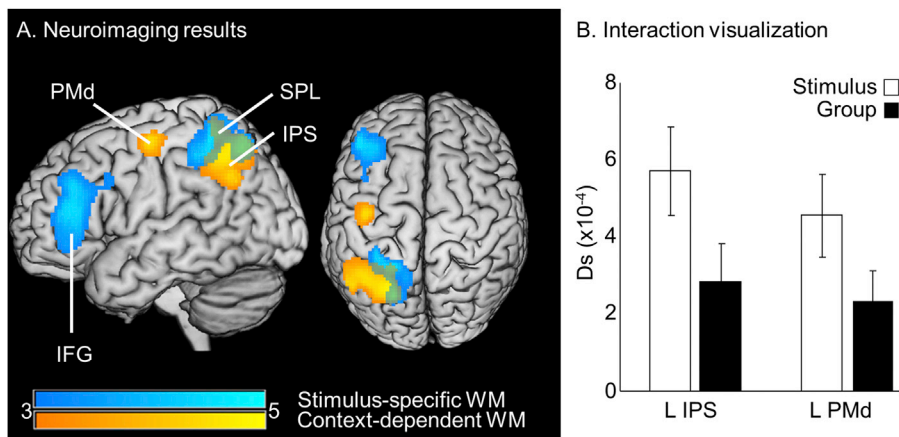 A. Neuroimaging results
PMd
SPL
IPS
IFG
3
5
Stimulus-specific WM
Context-dependent WM
B. Interaction visualization
8
6
4
2
0
Ds (x10⁻⁴)
Stimulus
Group
L IPS
L PMd